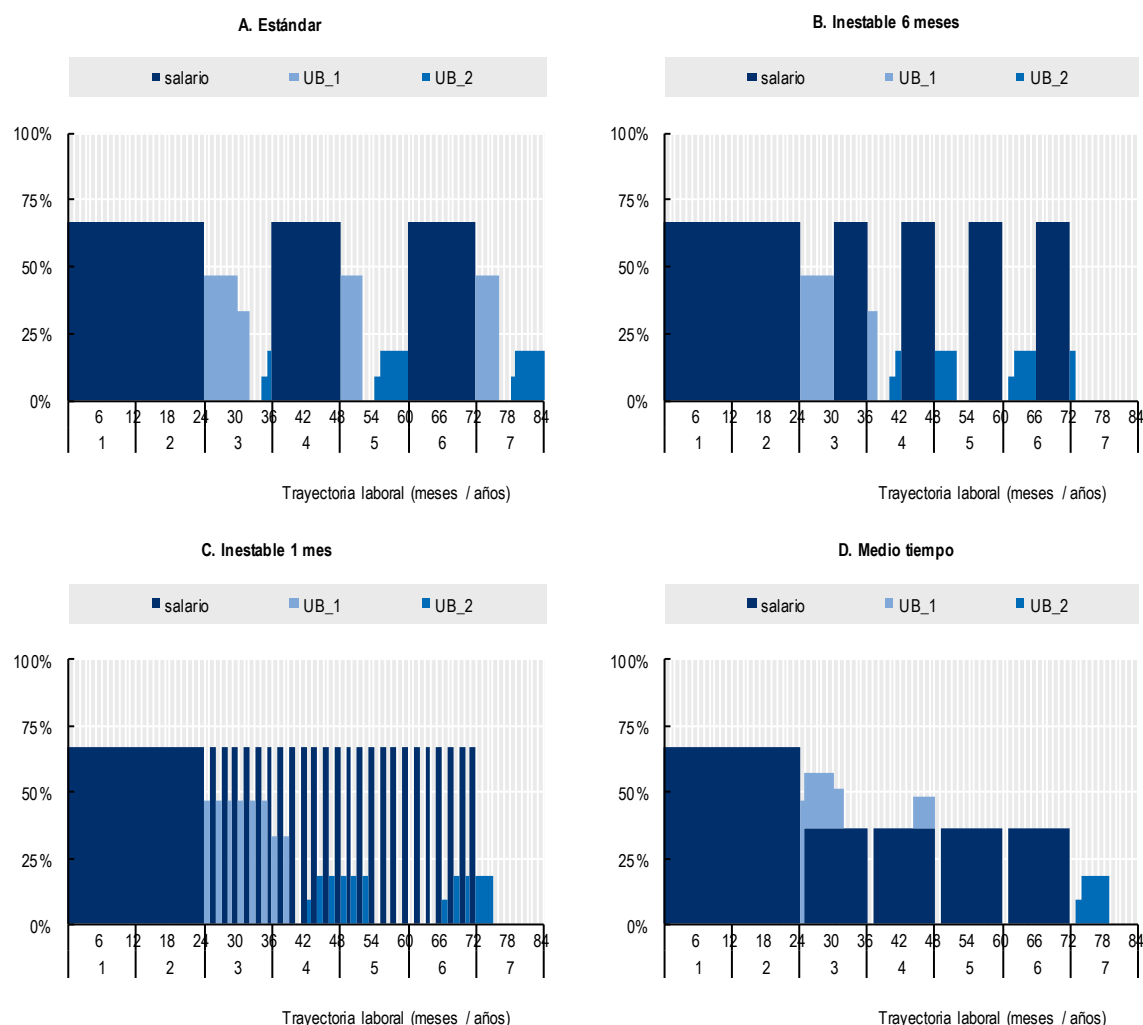 A. Estándar
salario UB_1 UB_2
100%
75%
50%
25%
0%
6 12 18 24 30 36 42 48 54 60 66 72 78 84
1 2 3 4 5 6 7
Trayectoria laboral (meses / años)
B. Inestable 6 meses
salario UB_1 UB_2
100%
75%
50%
25%
0%
6 12 18 24 30 36 42 48 54 60 66 72 78 84
1 2 3 4 5 6 7
Trayectoria laboral (meses / años)
C. Inestable 1 mes
salario UB_1 UB_2
100%
75%
50%
25%
0%
6 12 18 24 30 36 42 48 54 60 66 72 78 84
1 2 3 4 5 6 7
Trayectoria laboral (meses / años)
D. Medio tiempo
salario UB_1 UB_2
100%
75%
50%
25%
0%
6 12 18 24 30 36 42 48 54 60 66 72 78 84
1 2 3 4 5 6 7
Trayectoria laboral (meses / años)